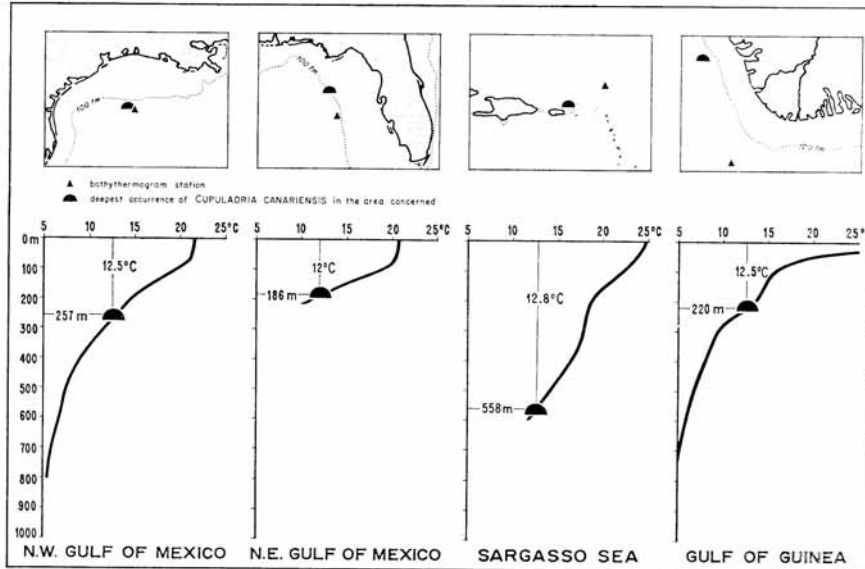 100 fm
100 fm
100 fm
bathythermogram station
deepest occurrence of CUPULADRIA CANARIENSIS in the area concerned
5 10 15 20 25°C
5 10 15 20 25°C
5 10 15 20 25°C
5 10 15 20 25°C
0 m
100
200
300
400
500
600
700
800
900
1000
12.5°C
257 m
12°C
186 m
12.8°C
558 m
12.5°C
220 m
N.W. GULF OF MEXICO
N.E. GULF OF MEXICO
SARGASSO SEA
GULF OF GUINEA